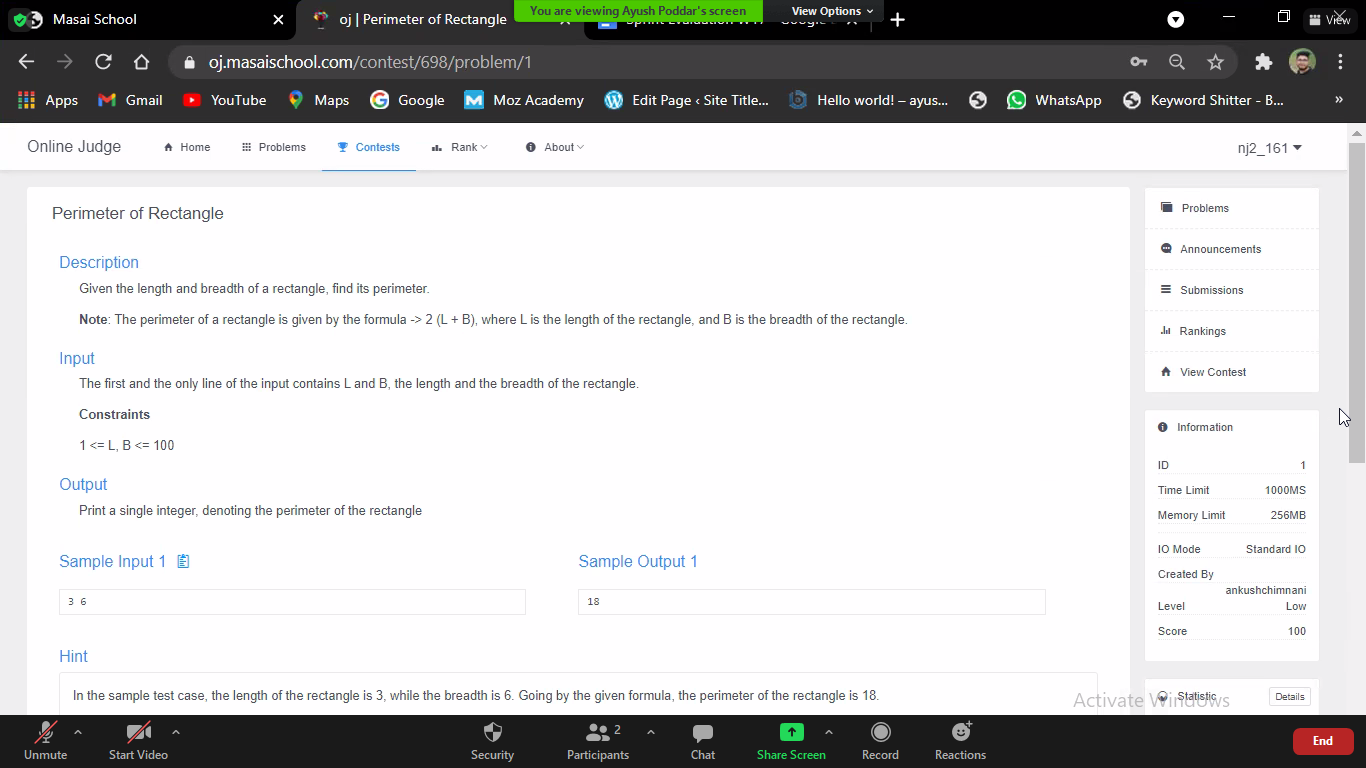 Masai School
oj | Perimeter of Rectangle
You are viewing Ayush Poddar's screen
View Options
View
oj.masaischool.com/contest/698/problem/1
Apps
Gmail
YouTube
Maps
Google
Moz Academy
Edit Page ‹ Site Title...
Hello world! – ayus...
WhatsApp
Keyword Shitter - B...
»
Online Judge
Home
Problems
Contests
Rank
About
nj2_161
Perimeter of Rectangle
Description
Given the length and breadth of a rectangle, find its perimeter.
Note: The perimeter of a rectangle is given by the formula -> 2 (L + B), where L is the length of the rectangle, and B is the breadth of the rectangle.
Input
The first and the only line of the input contains L and B, the length and the breadth of the rectangle.
Constraints
1 <= L, B <= 100
Output
Print a single integer, denoting the perimeter of the rectangle
Sample Input 1
Sample Output 1
3 6
18
Hint
In the sample test case, the length of the rectangle is 3, while the breadth is 6. Going by the given formula, the perimeter of the rectangle is 18.
Problems
Announcements
Submissions
Rankings
View Contest
Information
ID 1
Time Limit 1000MS
Memory Limit 256MB
IO Mode Standard IO
Created By
ankushchimnani
Level Low
Score 100
Statistic Details
Activate Windows
Unmute
Start Video
Security
Participants 2
Chat
Share Screen
Record
Reactions
End